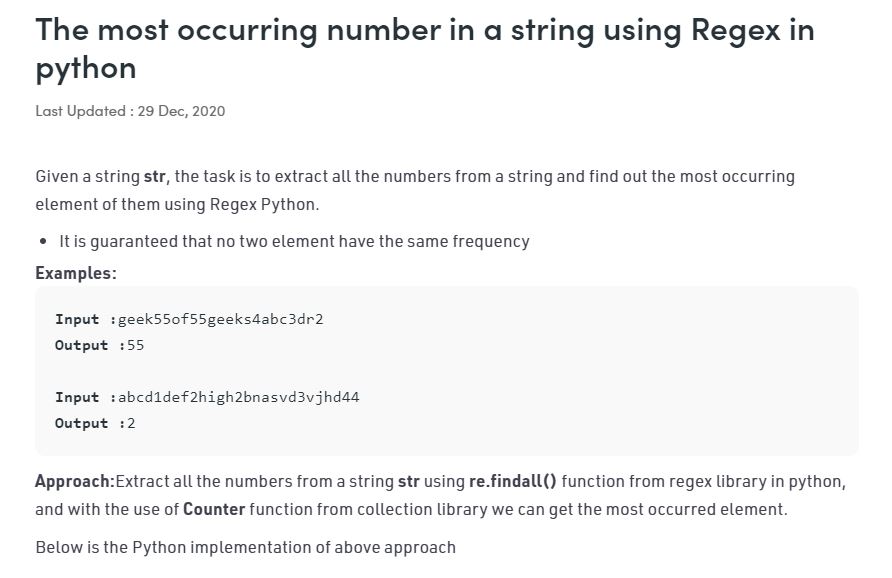 The most occurring number in a string using Regex in
python
Last Updated : 29 Dec, 2020
Given a string str, the task is to extract all the numbers from a string and find out the most occurring
element of them using Regex Python.
• It is guaranteed that no two element have the same frequency
Examples:
Input :geek55of55geeks4abc3dr2
Output :55
Input :abcd1def2high2bnasvd3vjhd44
Output :2
Approach:Extract all the numbers from a string str using re.findall() function from regex library in python,
and with the use of Counter function from collection library we can get the most occurred element.
Below is the Python implementation of above approach